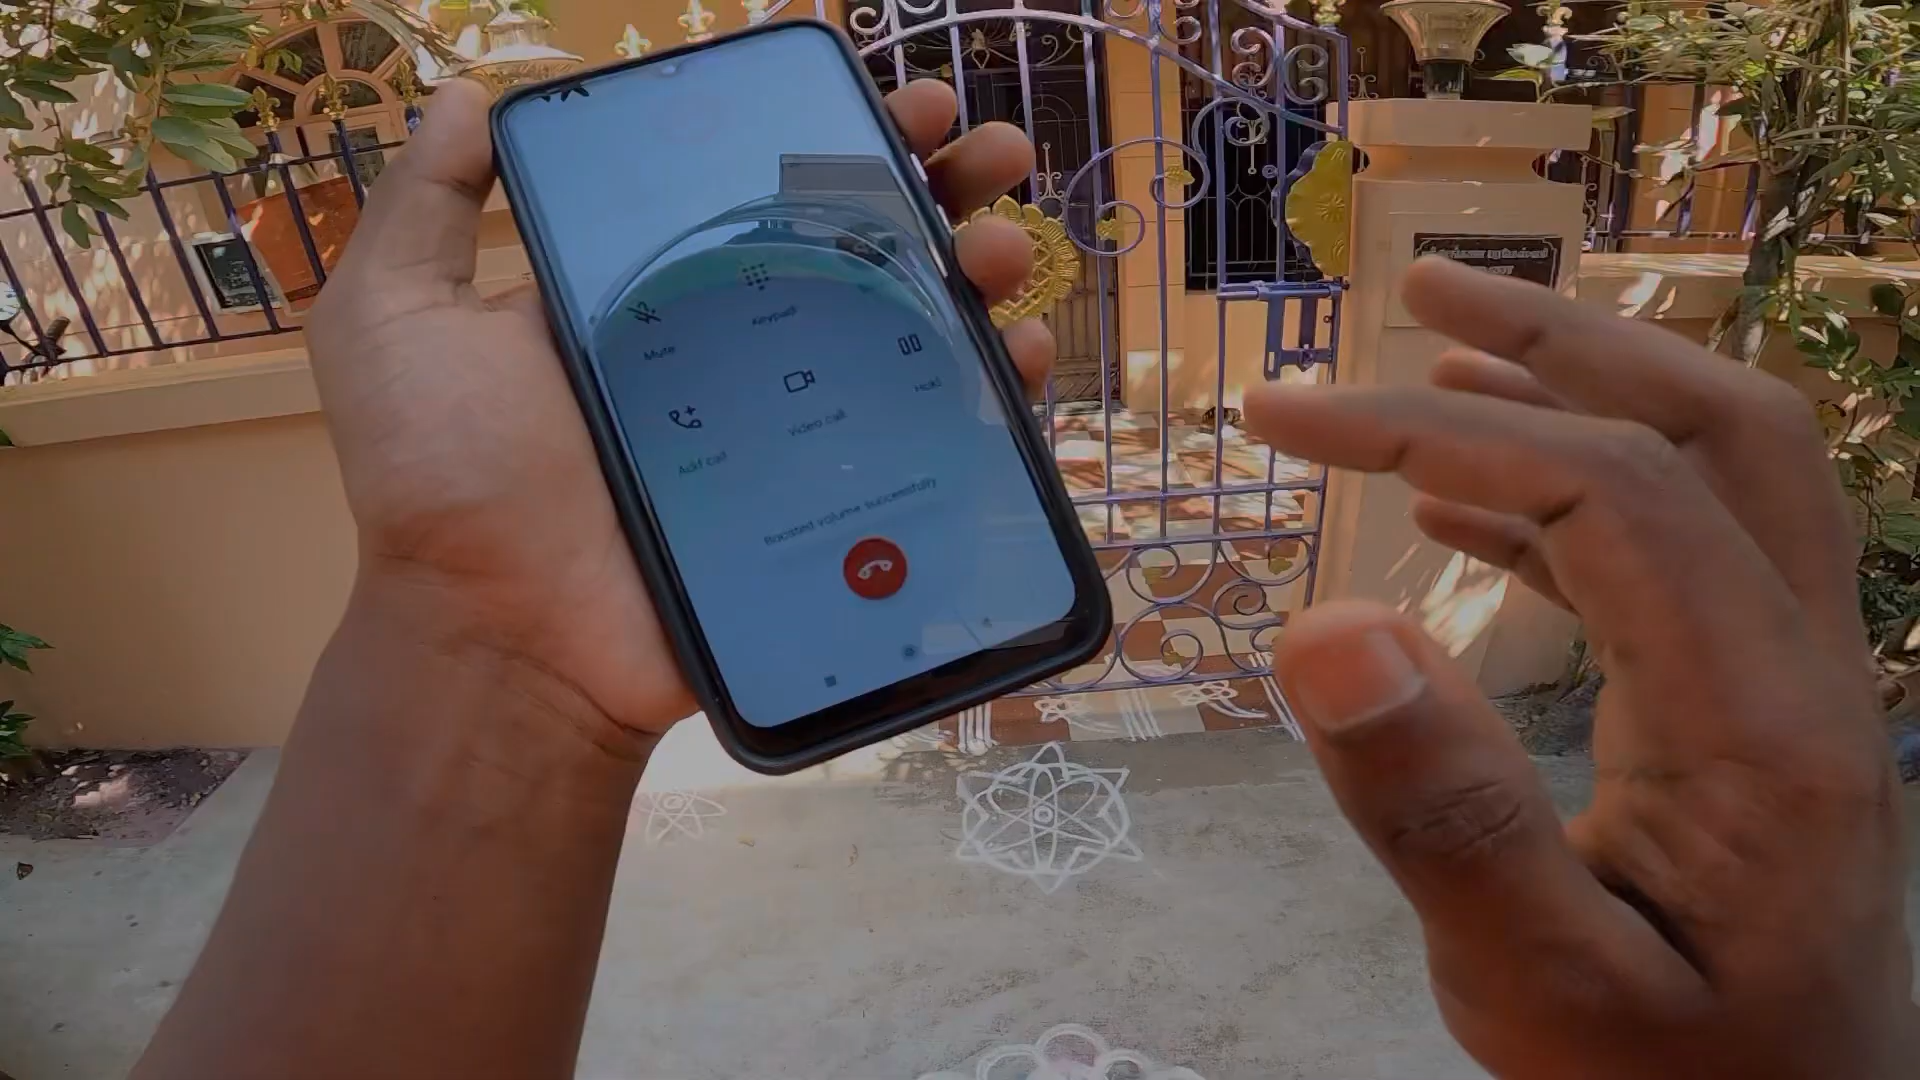 Keypad
Mute
Hold
Video call
Add call
Boosted volume successfully